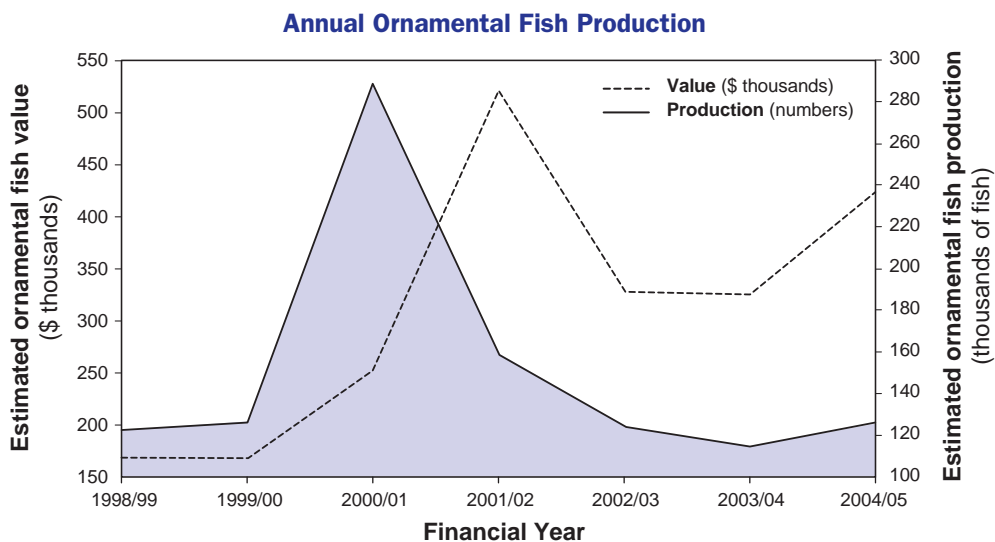 Annual Ornamental Fish Production
Estimated ornamental fish value
($ thousands)
550
500
450
400
350
300
250
200
150
Value ($ thousands)
Production (numbers)
300
280
260
240
220
200
180
160
140
120
100
Estimated ornamental fish production
(thousands of fish)
1998/99 1999/00 2000/01 2001/02 2002/03 2003/04 2004/05
Financial Year